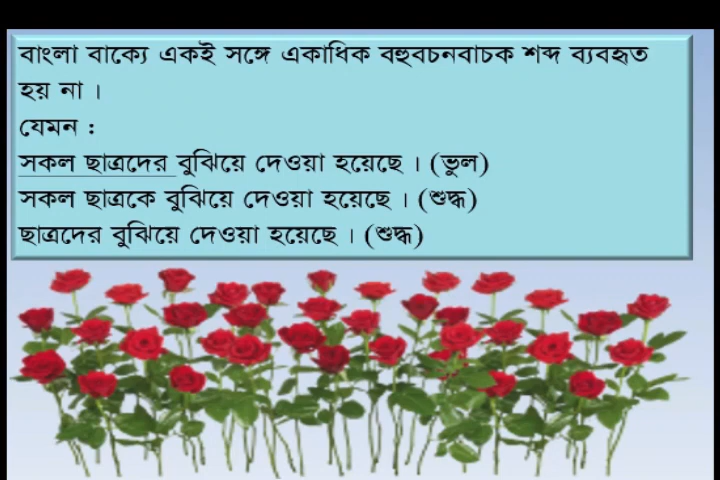 বাংলা বাক্যে একই সঙ্গে একাধিক বহুবচনবাচক শব্দ ব্যবহৃত
হয় না ।
যেমন :
সকল ছাত্রদের বুঝিয়ে দেওয়া হয়েছে । (ভুল)
সকল ছাত্রকে বুঝিয়ে দেওয়া হয়েছে । (শুদ্ধ)
ছাত্রদের বুঝিয়ে দেওয়া হয়েছে । (শুদ্ধ)